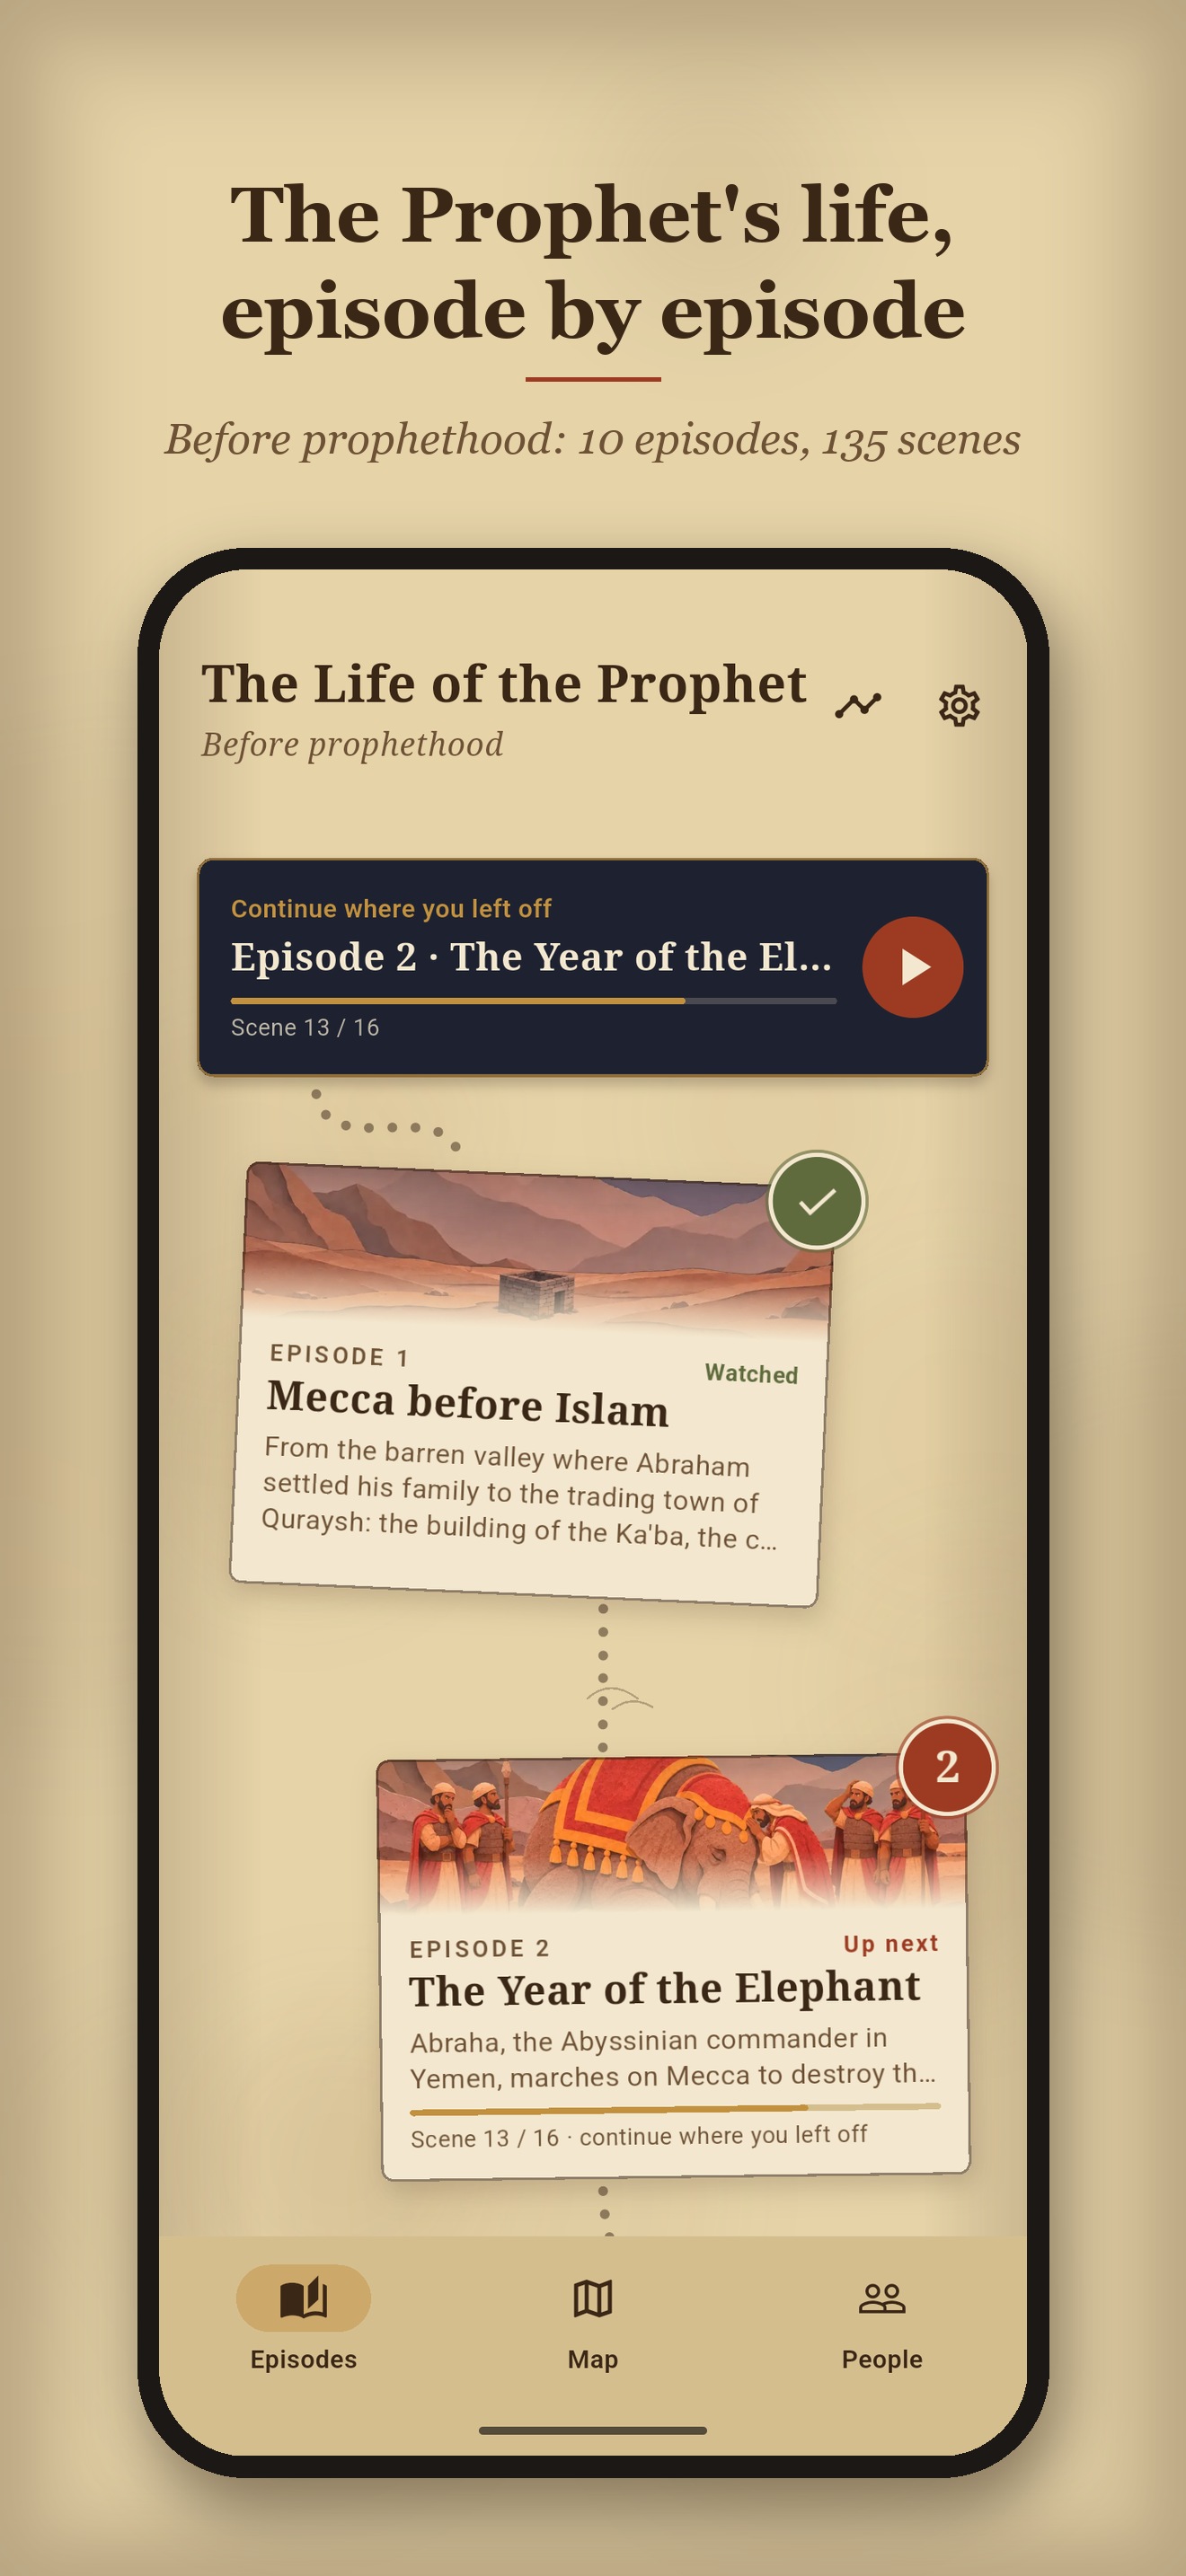 The Prophet's life,
episode by episode
Before prophethood: 10 episodes, 135 scenes
The Life of the Prophet
Before prophethood
Continue where you left off
Episode 2 · The Year of the El...
Scene 13 / 16
EPISODE 1
Watched
Mecca before Islam
From the barren valley where Abraham
settled his family to the trading town of
Quraysh: the building of the Ka'ba, the c...
2
EPISODE 2
Up next
The Year of the Elephant
Abraha, the Abyssinian commander in
Yemen, marches on Mecca to destroy th...
Scene 13 / 16 · continue where you left off
Episodes
Map
People